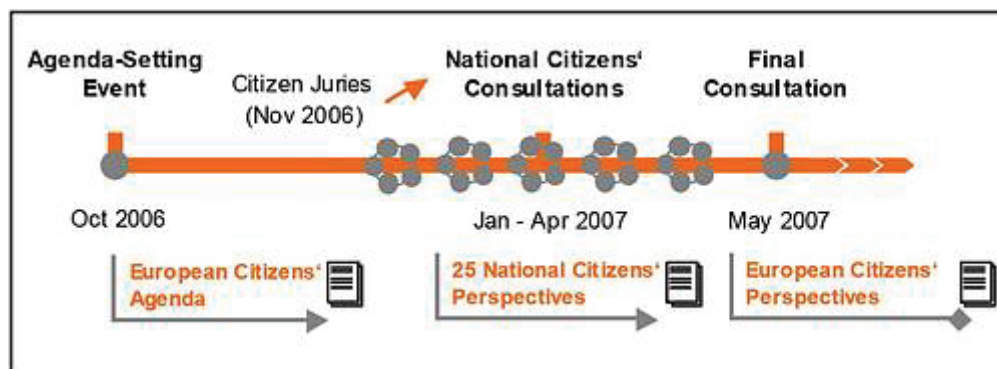 Agenda-Setting
Event
Citizen Juries
(Nov 2006)
National Citizens‘
Consultations
Final
Consultation
Oct 2006
Jan - Apr 2007
May 2007
European Citizens‘
Agenda
25 National Citizens‘
Perspectives
European Citizens‘
Perspectives